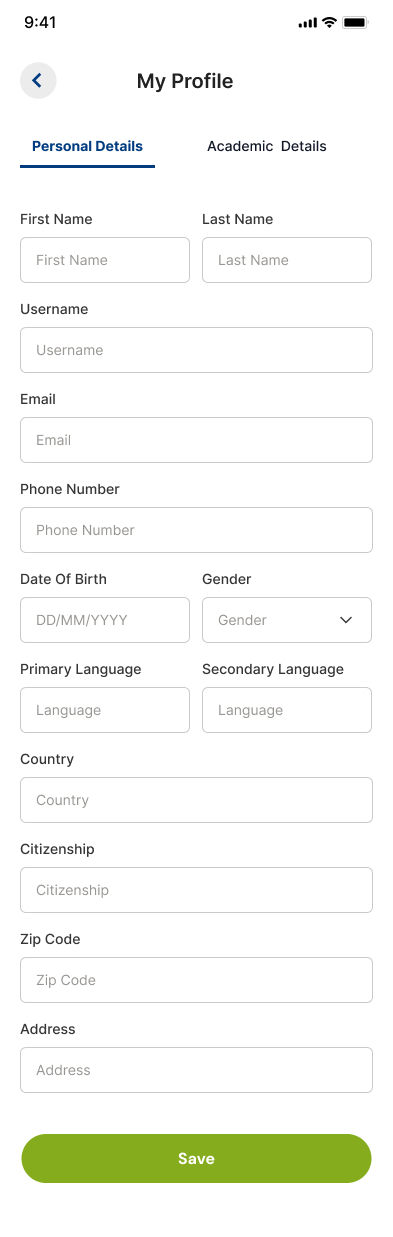 9:41
My Profile
Personal Details Academic Details
First Name Last Name
First Name Last Name
Username
Username
Email
Email
Phone Number
Phone Number
Date Of Birth Gender
DD/MM/YYYY Gender
Primary Language Secondary Language
Language Language
Country
Country
Citizenship
Citizenship
Zip Code
Zip Code
Address
Address
Save